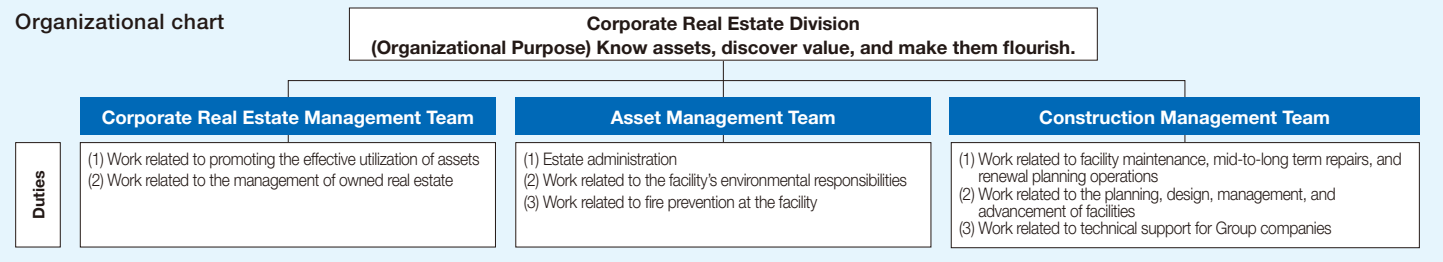 Organizational chart
Corporate Real Estate Division
(Organizational Purpose) Know assets, discover value, and make them flourish.
Corporate Real Estate Management Team
Asset Management Team
Construction Management Team
Duties
(1) Work related to promoting the effective utilization of assets
(2) Work related to the management of owned real estate
(1) Estate administration
(2) Work related to the facility's environmental responsibilities
(3) Work related to fire prevention at the facility
(1) Work related to facility maintenance, mid-to-long term repairs, and
renewal planning operations
(2) Work related to the planning, design, management, and
advancement of facilities
(3) Work related to technical support for Group companies